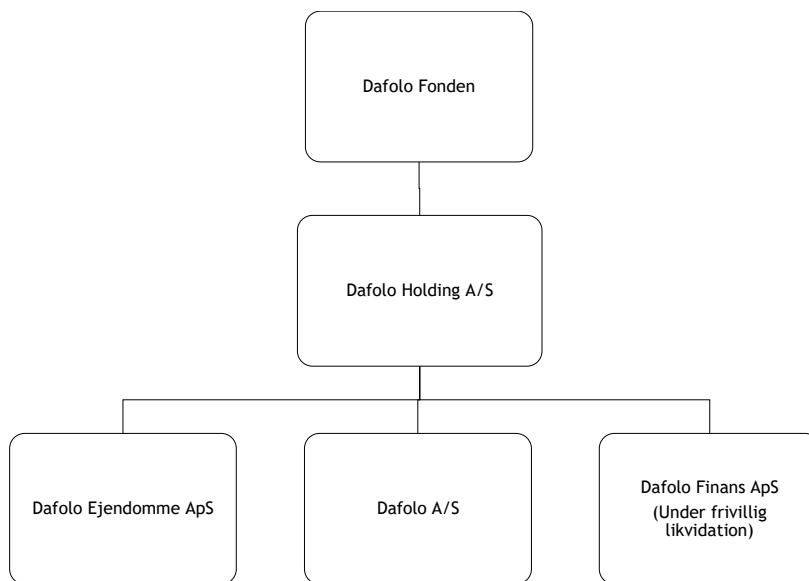 Dafolo Fonden
Dafolo Holding A/S
Dafolo Ejendomme ApS
Dafolo A/S
Dafolo Finans ApS
(Under frivillig
likvidation)